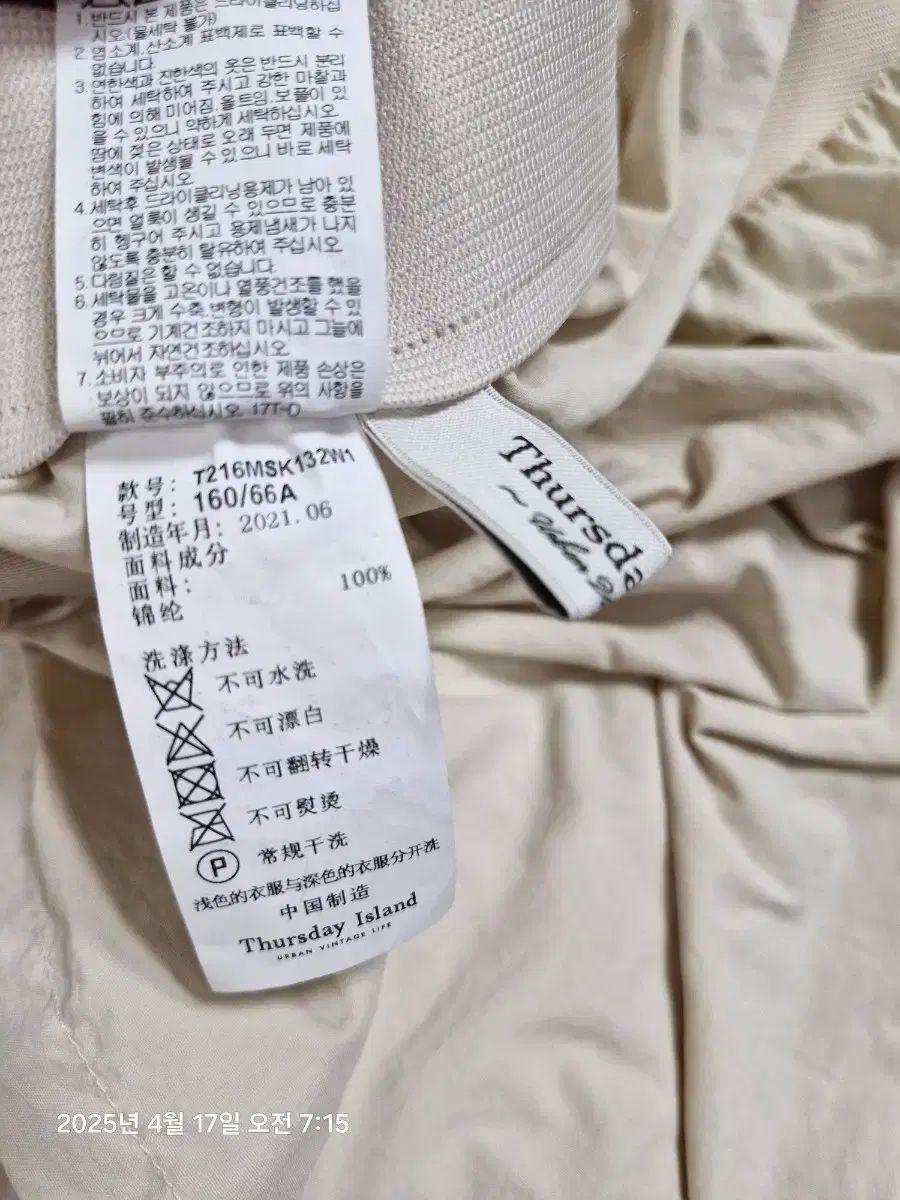 1. 반드시 본 제품은 드라이클리닝하십
시오(물세탁 불가)
2. 염소계, 산소계 표백제로 표백할 수
없습니다.
3. 연한색과 진한색의 옷은 반드시 분리
하여 세탁하여 주시고 강한 마찰과
힘에 의해 미어짐, 올트임, 보풀이 있
을 수 있으니 약하게 세탁하십시오.
땀에 젖은 상태로 오래 두면 제품에
변색이 발생될 수 있으니 바로 세탁
하여 주십시오.
4. 세탁후 드라이클리닝용제가 남아 있
으면 얼룩이 생길 수 있으므로 충분
히 헹구어 주시고 용제냄새가 나지
않도록 충분히 탈유하여 주십시오.
5. 다림질은 할 수 없습니다.
6. 세탁물을 고온이나 열풍건조를 했을
경우 크게 수축, 변형이 발생할 수 있
으므로 기계건조하지 마시고 그늘에
뉘어서 자연건조하십시오.
7. 소비자 부주의로 인한 제품 손상은
보상이 되지 않으므로 위의 사항을
필히 준수하십시오. 17T-D
款号: T216MSK132W1
号型: 160/66A
制造年月: 2021.06
面料成分
面料: 100%
锦纶
洗涤方法
不可水洗
不可漂白
不可翻转干燥
不可熨烫
P 常规干洗
浅色的衣服与深色的衣服分开洗
中国制造
Thursday Island
URBAN VINTAGE LIFE
Thursda
2025년 4월 17일 오전 7:15